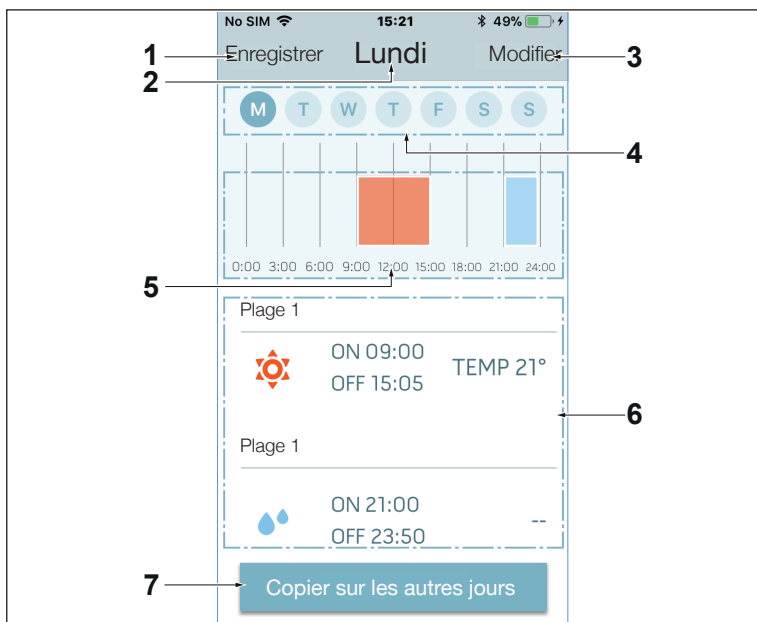 No SIM 15:21 49%
1 Enregistrer Lundi Modifier 3
2
M T W T F S S
4
0:00 3:00 6:00 9:00 12:00 15:00 18:00 21:00 24:00
5
Plage 1
ON 09:00
TEMP 21°
OFF 15:05
6
Plage 1
ON 21:00
--
OFF 23:50
7 Copier sur les autres jours